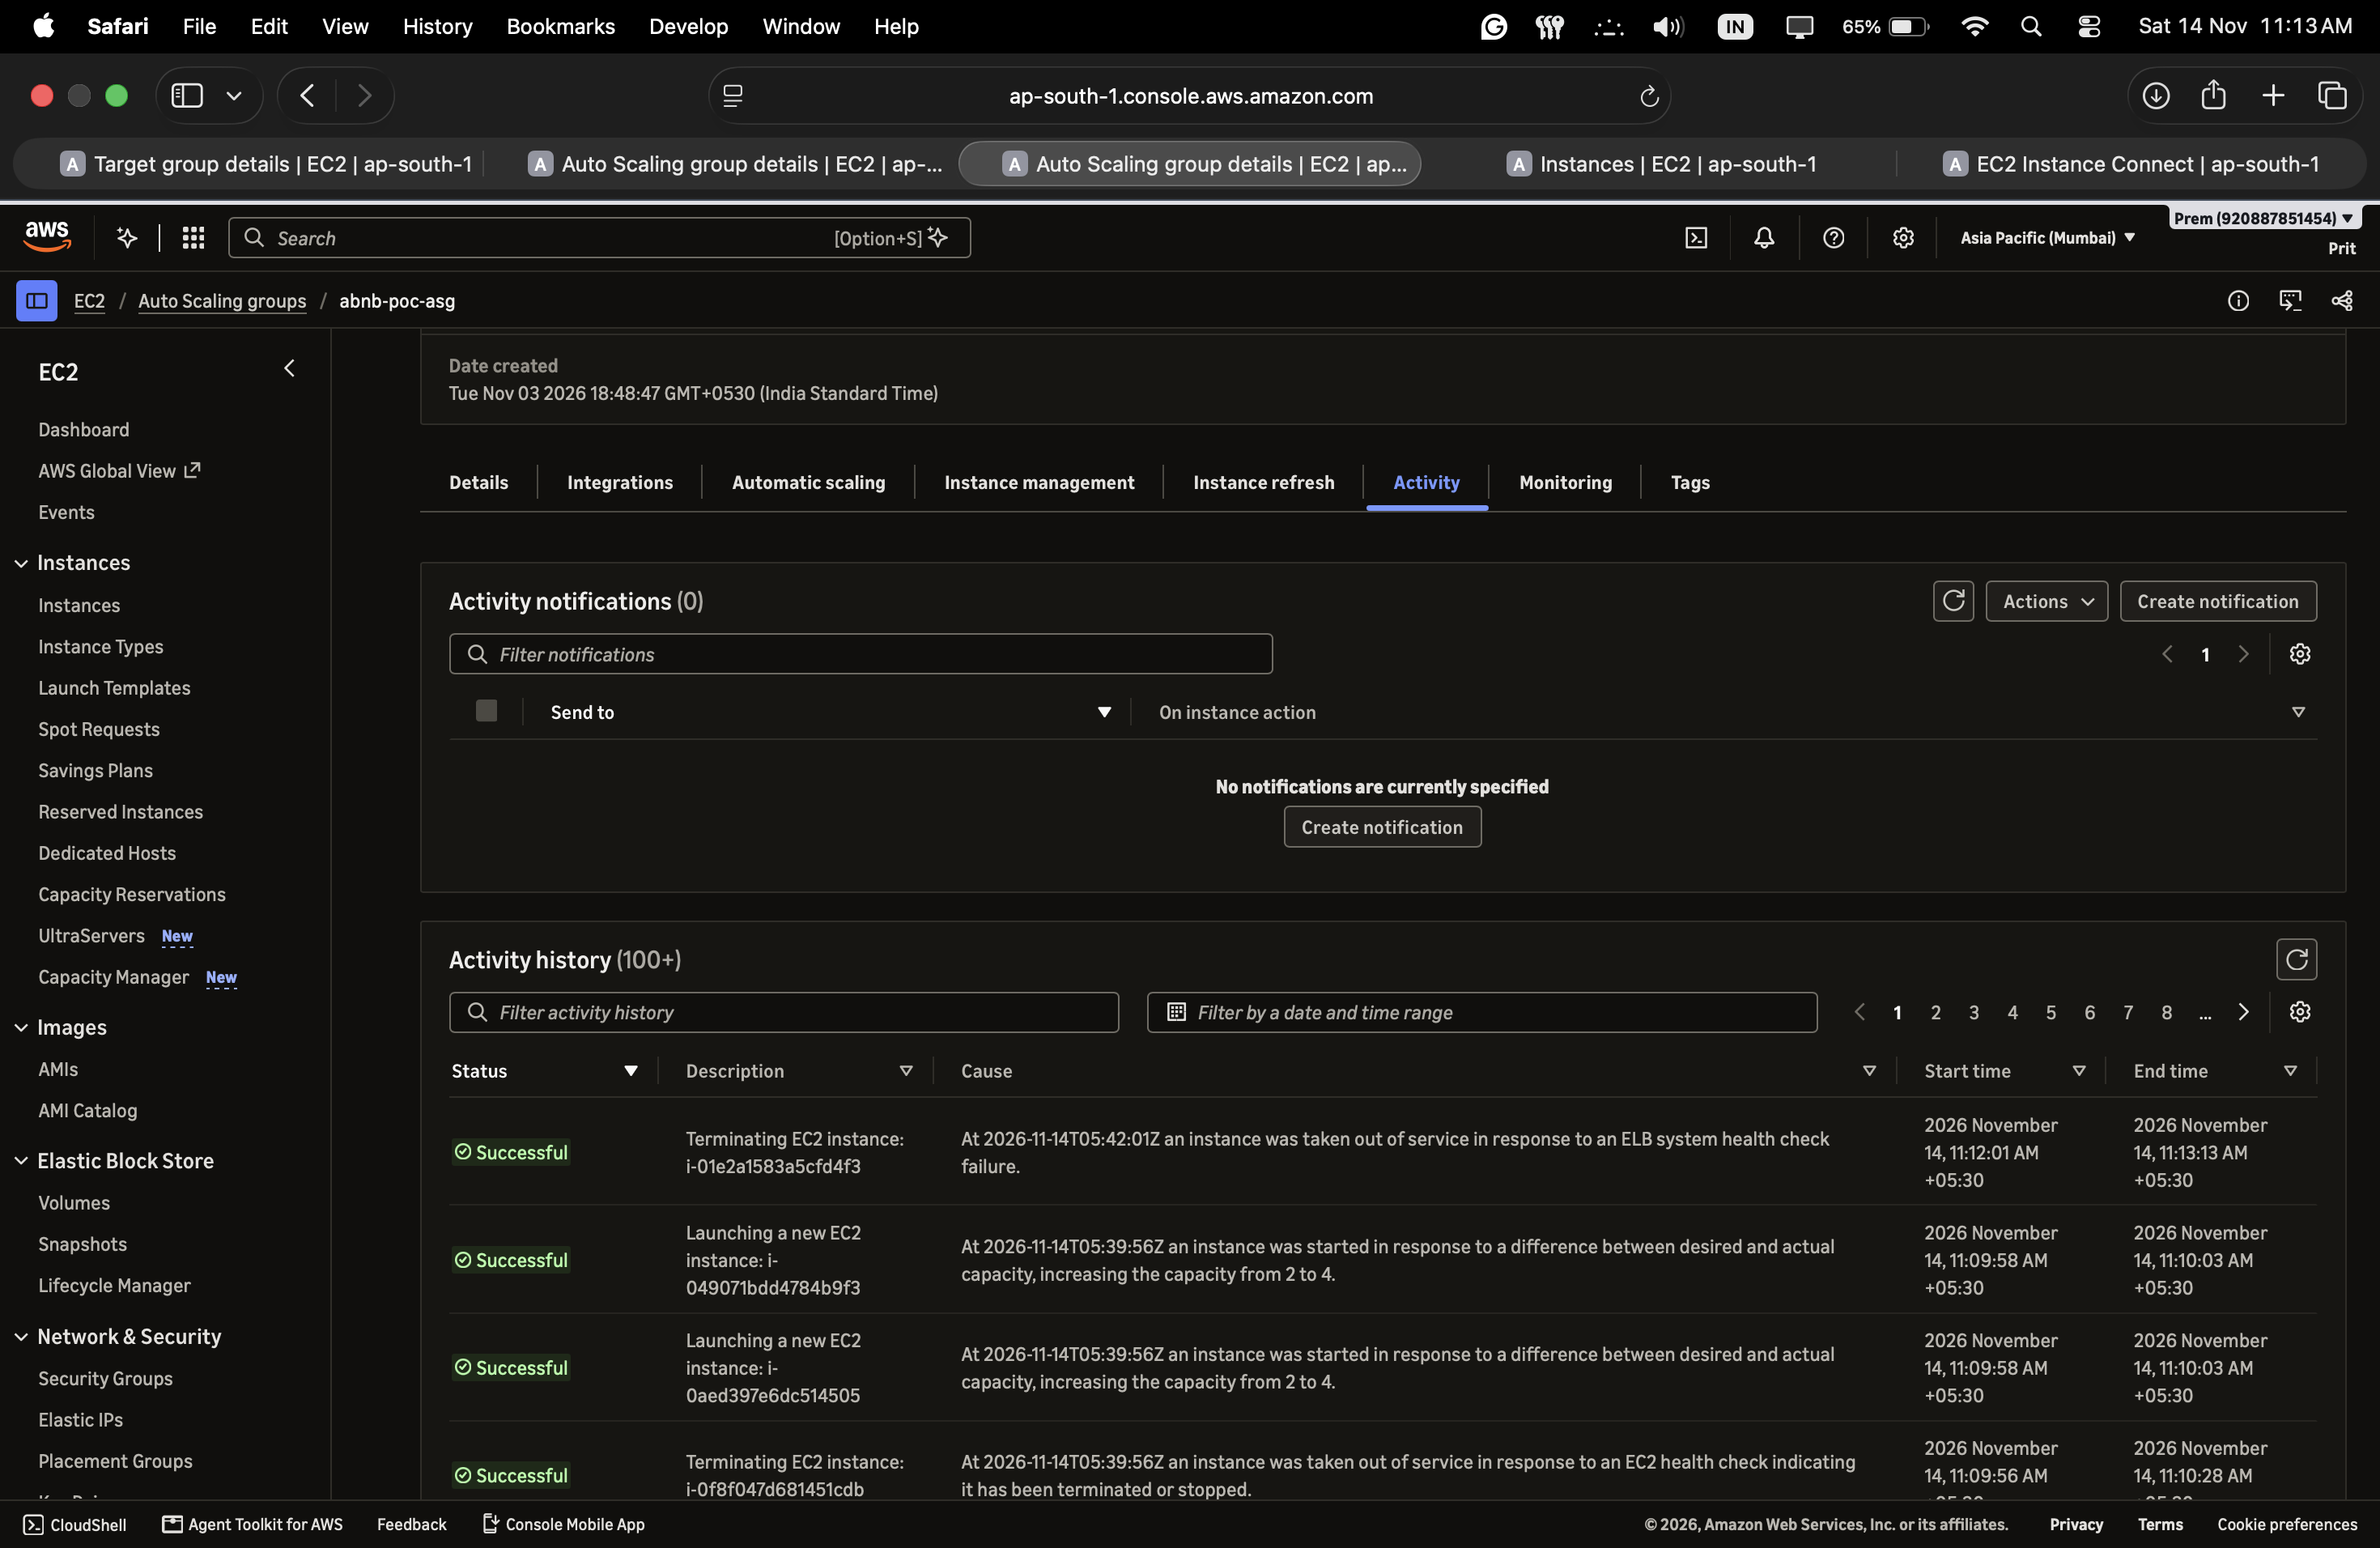 Safari File Edit View History Bookmarks Develop Window Help
IN 65% Sat 14 Nov 11:13 AM
ap-south-1.console.aws.amazon.com
A Target group details | EC2 | ap-south-1
A Auto Scaling group details | EC2 | ap-...
A Auto Scaling group details | EC2 | ap...
A Instances | EC2 | ap-south-1
A EC2 Instance Connect | ap-south-1
aws
Search [Option+S]
Asia Pacific (Mumbai)
Prem (920887851454)
Prit
EC2 / Auto Scaling groups / abnb-poc-asg
EC2
Dashboard
AWS Global View
Events
Instances
Instances
Instance Types
Launch Templates
Spot Requests
Savings Plans
Reserved Instances
Dedicated Hosts
Capacity Reservations
UltraServers New
Capacity Manager New
Images
AMIs
AMI Catalog
Elastic Block Store
Volumes
Snapshots
Lifecycle Manager
Network & Security
Security Groups
Elastic IPs
Placement Groups
Date created
Tue Nov 03 2026 18:48:47 GMT+0530 (India Standard Time)
Details Integrations Automatic scaling Instance management Instance refresh Activity Monitoring Tags
Activity notifications (0)
Actions
Create notification
Filter notifications
1
Send to On instance action
No notifications are currently specified
Create notification
Activity history (100+)
Filter activity history
Filter by a date and time range
1 2 3 4 5 6 7 8 ...
Status Description Cause Start time End time
Successful
Terminating EC2 instance:
i-01e2a1583a5cfd4f3
At 2026-11-14T05:42:01Z an instance was taken out of service in response to an ELB system health check
failure.
2026 November
14, 11:12:01 AM
+05:30
2026 November
14, 11:13:13 AM
+05:30
Successful
Launching a new EC2
instance: i-
049071bdd4784b9f3
At 2026-11-14T05:39:56Z an instance was started in response to a difference between desired and actual
capacity, increasing the capacity from 2 to 4.
2026 November
14, 11:09:58 AM
+05:30
2026 November
14, 11:10:03 AM
+05:30
Successful
Launching a new EC2
instance: i-
0aed397e6dc514505
At 2026-11-14T05:39:56Z an instance was started in response to a difference between desired and actual
capacity, increasing the capacity from 2 to 4.
2026 November
14, 11:09:58 AM
+05:30
2026 November
14, 11:10:03 AM
+05:30
Successful
Terminating EC2 instance:
i-0f8f047d681451cdb
At 2026-11-14T05:39:56Z an instance was taken out of service in response to an EC2 health check indicating
it has been terminated or stopped.
2026 November
14, 11:09:56 AM
2026 November
14, 11:10:28 AM
CloudShell Agent Toolkit for AWS Feedback Console Mobile App
© 2026, Amazon Web Services, Inc. or its affiliates. Privacy Terms Cookie preferences